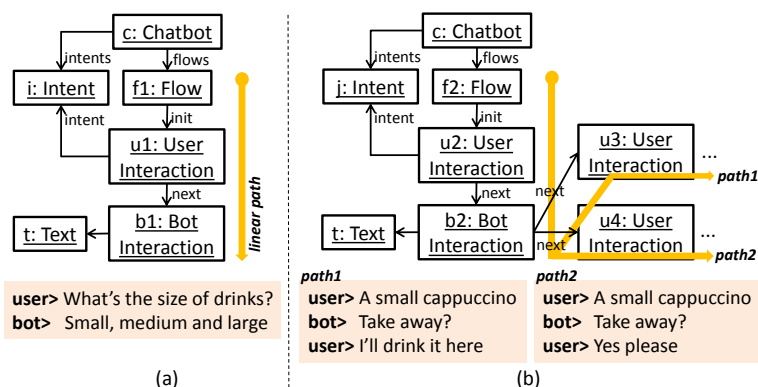 c: Chatbot
intents
flows
i: Intent
f1: Flow
intent
init
u1: User
Interaction
next
t: Text
b1: Bot
Interaction
linear path
user> What's the size of drinks?
bot> Small, medium and large
(a)
c: Chatbot
intents
flows
j: Intent
f2: Flow
intent
init
u2: User
Interaction
next
t: Text
b2: Bot
Interaction
next
u3: User
Interaction
...
path1
next
u4: User
Interaction
...
path2
path1
user> A small cappuccino
bot> Take away?
user> I'll drink it here
path2
user> A small cappuccino
bot> Take away?
user> Yes please
(b)